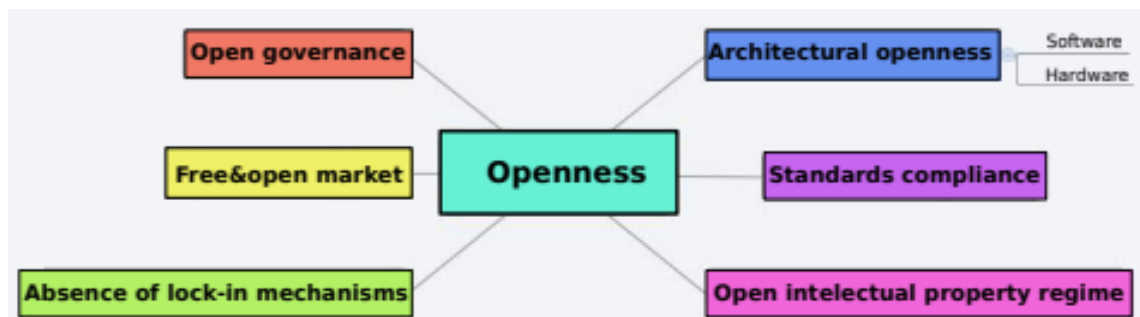 Open governance
Architectural openness
Software
Hardware
Free&open market
Openness
Standards compliance
Absence of lock-in mechanisms
Open intelectual property regime